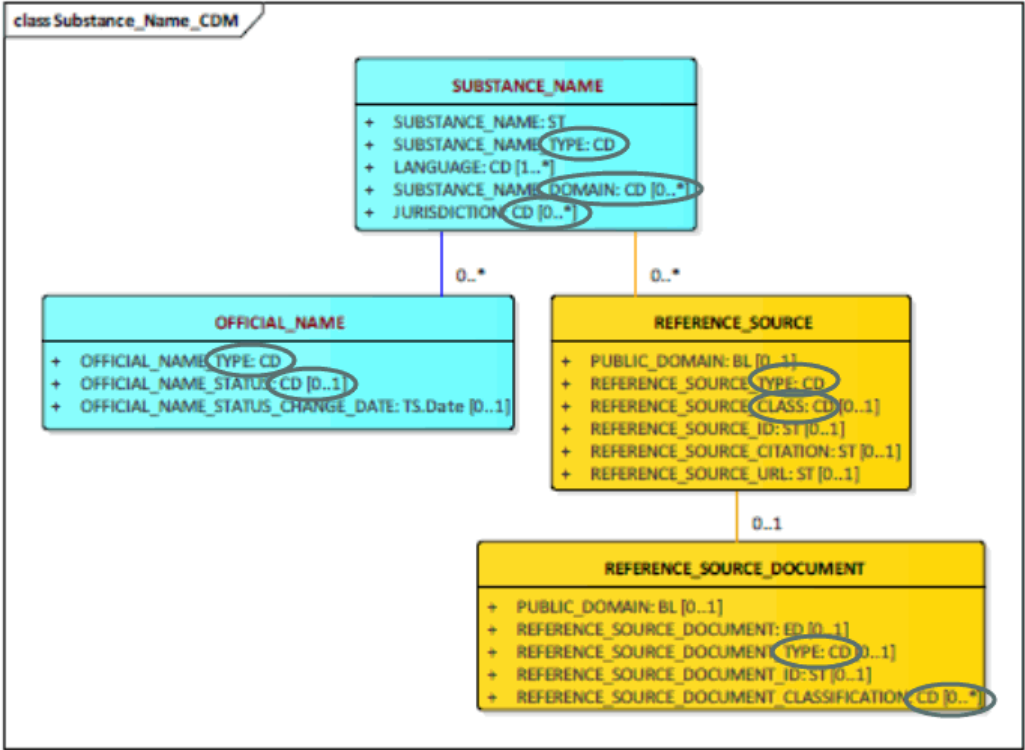 class Substance_Name_CDM
SUBSTANCE_NAME
+ SUBSTANCE_NAME: ST
+ SUBSTANCE_NAME_TYPE: CD
+ LANGUAGE: CD [1..*]
+ SUBSTANCE_NAME_DOMAIN: CD [0..*]
+ JURISDICTION: CD [0..*]
0..*
0..*
OFFICIAL_NAME
+ OFFICIAL_NAME_TYPE: CD
+ OFFICIAL_NAME_STATUS: CD [0..1]
+ OFFICIAL_NAME_STATUS_CHANGE_DATE: TS.Date [0..1]
REFERENCE_SOURCE
+ PUBLIC_DOMAIN: BL [0..1]
+ REFERENCE_SOURCE_TYPE: CD
+ REFERENCE_SOURCE_CLASS: CD [0..1]
+ REFERENCE_SOURCE_ID: ST [0..1]
+ REFERENCE_SOURCE_CITATION: ST [0..1]
+ REFERENCE_SOURCE_URL: ST [0..1]
0..1
REFERENCE_SOURCE_DOCUMENT
+ PUBLIC_DOMAIN: BL [0..1]
+ REFERENCE_SOURCE_DOCUMENT: ED [0..1]
+ REFERENCE_SOURCE_DOCUMENT_TYPE: CD [0..1]
+ REFERENCE_SOURCE_DOCUMENT_ID: ST [0..1]
+ REFERENCE_SOURCE_DOCUMENT_CLASSIFICATION: CD [0..*]